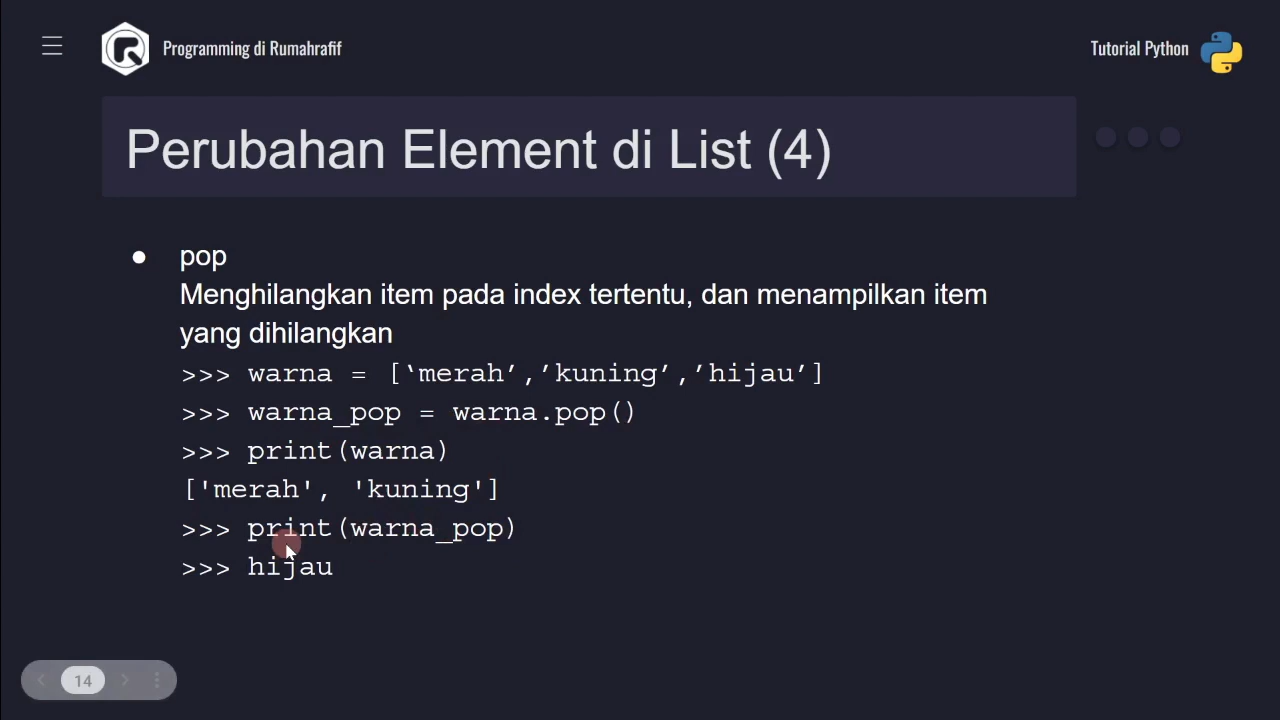 Programming di Rumahrafif
Tutorial Python
Perubahan Element di List (4)
● pop
Menghilangkan item pada index tertentu, dan menampilkan item
yang dihilangkan
>>> warna = [‘merah’,’kuning’,’hijau’]
>>> warna_pop = warna.pop()
>>> print(warna)
['merah', 'kuning']
>>> print(warna_pop)
>>> hijau
14